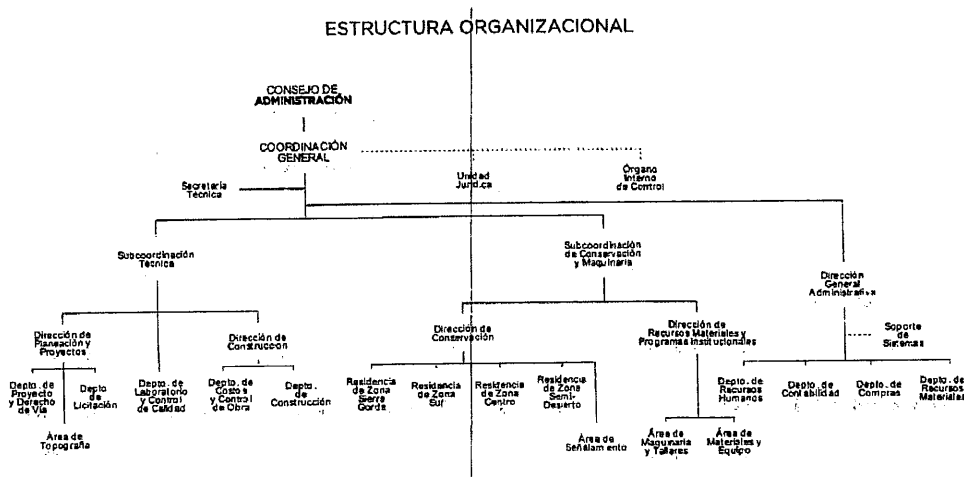 ESTRUCTURA ORGANIZACIONAL
CONSEJO DE
ADMINISTRACIÓN
COORDINACIÓN
GENERAL
Secretaría
Técnica
Unidad
Jurídica
Órgano
Interno
de Control
Subcoordinación
Técnica
Subcoordinación
de Conservación
y Maquinaria
Dirección
General
Administrativa
Soporte
de
Sistemas
Dirección de
Planeación y
Proyectos
Dirección de
Construcción
Dirección de
Conservación
Dirección de
Recursos Materiales y
Programas Institucionales
Depto. de
Proyecto
y Derecho
de Vía
Depto
de
Licitación
Depto. de
Laboratorio
y Control
de Calidad
Depto. de
Costos
y Control
de Obra
Depto.
de
Construcción
Residencia
de Zona
Sierra
Gorda
Residencia
de Zona
Sur
Residencia
de Zona
Centro
Residencia
de Zona
Semi-
Desierto
Depto. de
Recursos
Humanos
Depto. de
Contabilidad
Depto. de
Compras
Depto. de
Recursos
Materiales
Área de
Topografía
Área de
Señalamiento
Área de
Maquinaria
y Talleres
Área de
Materiales y
Equipo